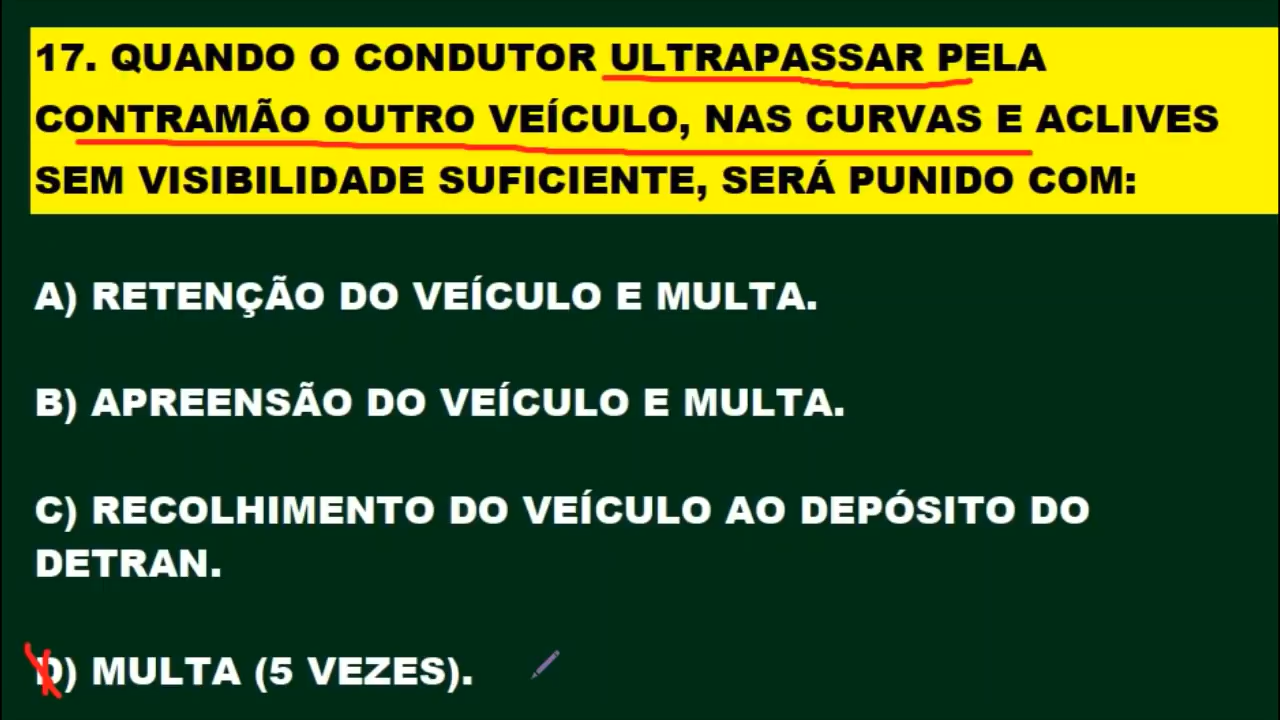 17. QUANDO O CONDUTOR ULTRAPASSAR PELA
CONTRAMÃO OUTRO VEÍCULO, NAS CURVAS E ACLIVES
SEM VISIBILIDADE SUFICIENTE, SERÁ PUNIDO COM:
A) RETENÇÃO DO VEÍCULO E MULTA.
B) APREENSÃO DO VEÍCULO E MULTA.
C) RECOLHIMENTO DO VEÍCULO AO DEPÓSITO DO
DETRAN.
D) MULTA (5 VEZES).